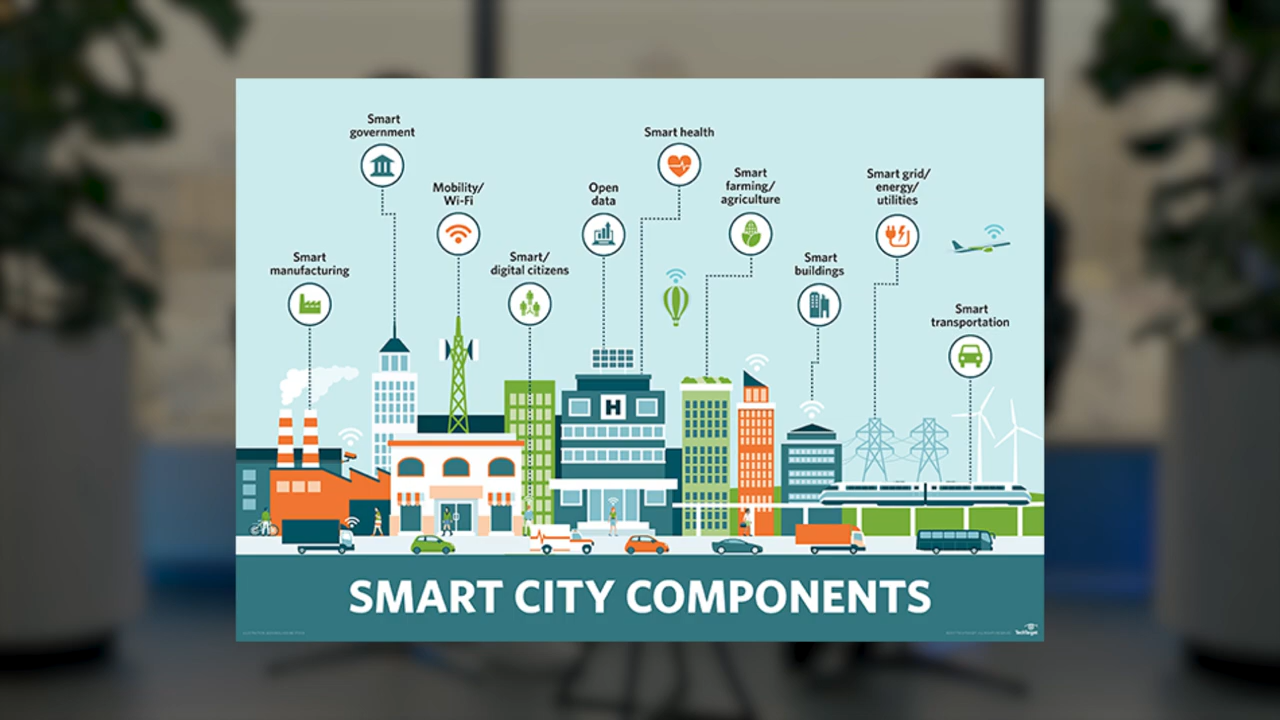 Smart
government
Smart health
Mobility/
Wi-Fi
Open
data
Smart
farming/
agriculture
Smart grid/
energy/
utilities
Smart
manufacturing
Smart/
digital citizens
Smart
buildings
Smart
transportation
H
SMART CITY COMPONENTS
TechTarget